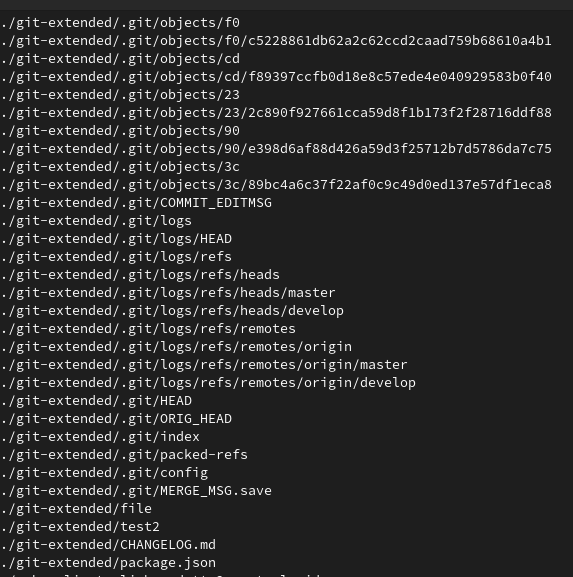 ./git-extended/.git/objects/f0
./git-extended/.git/objects/f0/c5228861db62a2c62ccd2caad759b68610a4b1
./git-extended/.git/objects/cd
./git-extended/.git/objects/cd/f89397ccfb0d18e8c57ede4e040929583b0f40
./git-extended/.git/objects/23
./git-extended/.git/objects/23/2c890f927661cca59d8f1b173f2f28716ddf88
./git-extended/.git/objects/90
./git-extended/.git/objects/90/e398d6af88d426a59d3f25712b7d5786da7c75
./git-extended/.git/objects/3c
./git-extended/.git/objects/3c/89bc4a6c37f22af0c9c49d0ed137e57df1eca8
./git-extended/.git/COMMIT_EDITMSG
./git-extended/.git/logs
./git-extended/.git/logs/HEAD
./git-extended/.git/logs/refs
./git-extended/.git/logs/refs/heads
./git-extended/.git/logs/refs/heads/master
./git-extended/.git/logs/refs/heads/develop
./git-extended/.git/logs/refs/remotes
./git-extended/.git/logs/refs/remotes/origin
./git-extended/.git/logs/refs/remotes/origin/master
./git-extended/.git/logs/refs/remotes/origin/develop
./git-extended/.git/HEAD
./git-extended/.git/ORIG_HEAD
./git-extended/.git/index
./git-extended/.git/packed-refs
./git-extended/.git/config
./git-extended/.git/MERGE_MSG.save
./git-extended/file
./git-extended/test2
./git-extended/CHANGELOG.md
./git-extended/package.json